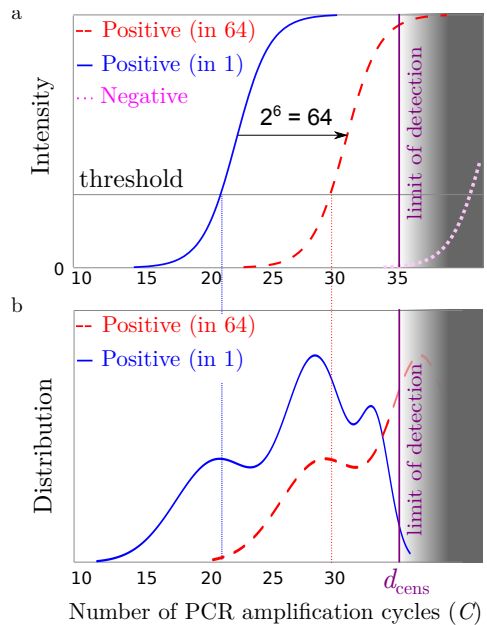 a
Positive (in 64)
Positive (in 1)
Negative
2^6 = 64
threshold
limit of detection
Intensity
0
10 15 20 25 30 35
b
Positive (in 64)
Positive (in 1)
limit of detection
Distribution
10 15 20 25 30
d_cens
Number of PCR amplification cycles (C)